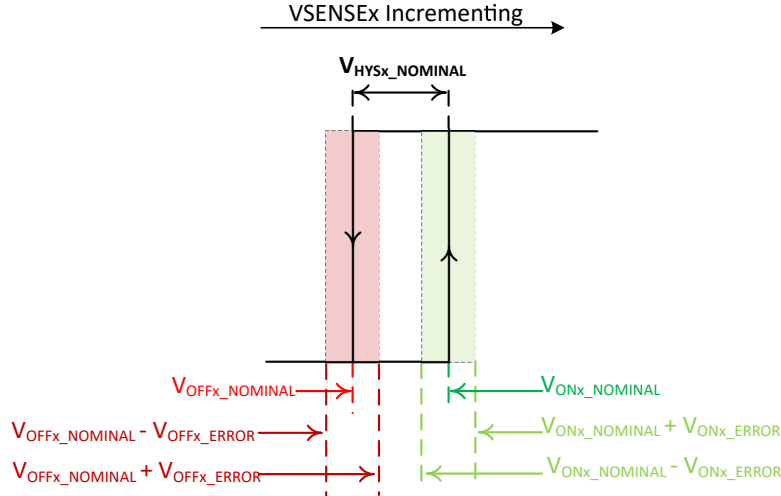 VSENSEx Incrementing
VHYSx_NOMINAL
VOFFx_NOMINAL
VONx_NOMINAL
VOFFx_NOMINAL - VOFFx_ERROR
VONx_NOMINAL + VONx_ERROR
VOFFx_NOMINAL + VOFFx_ERROR
VONx_NOMINAL - VONx_ERROR